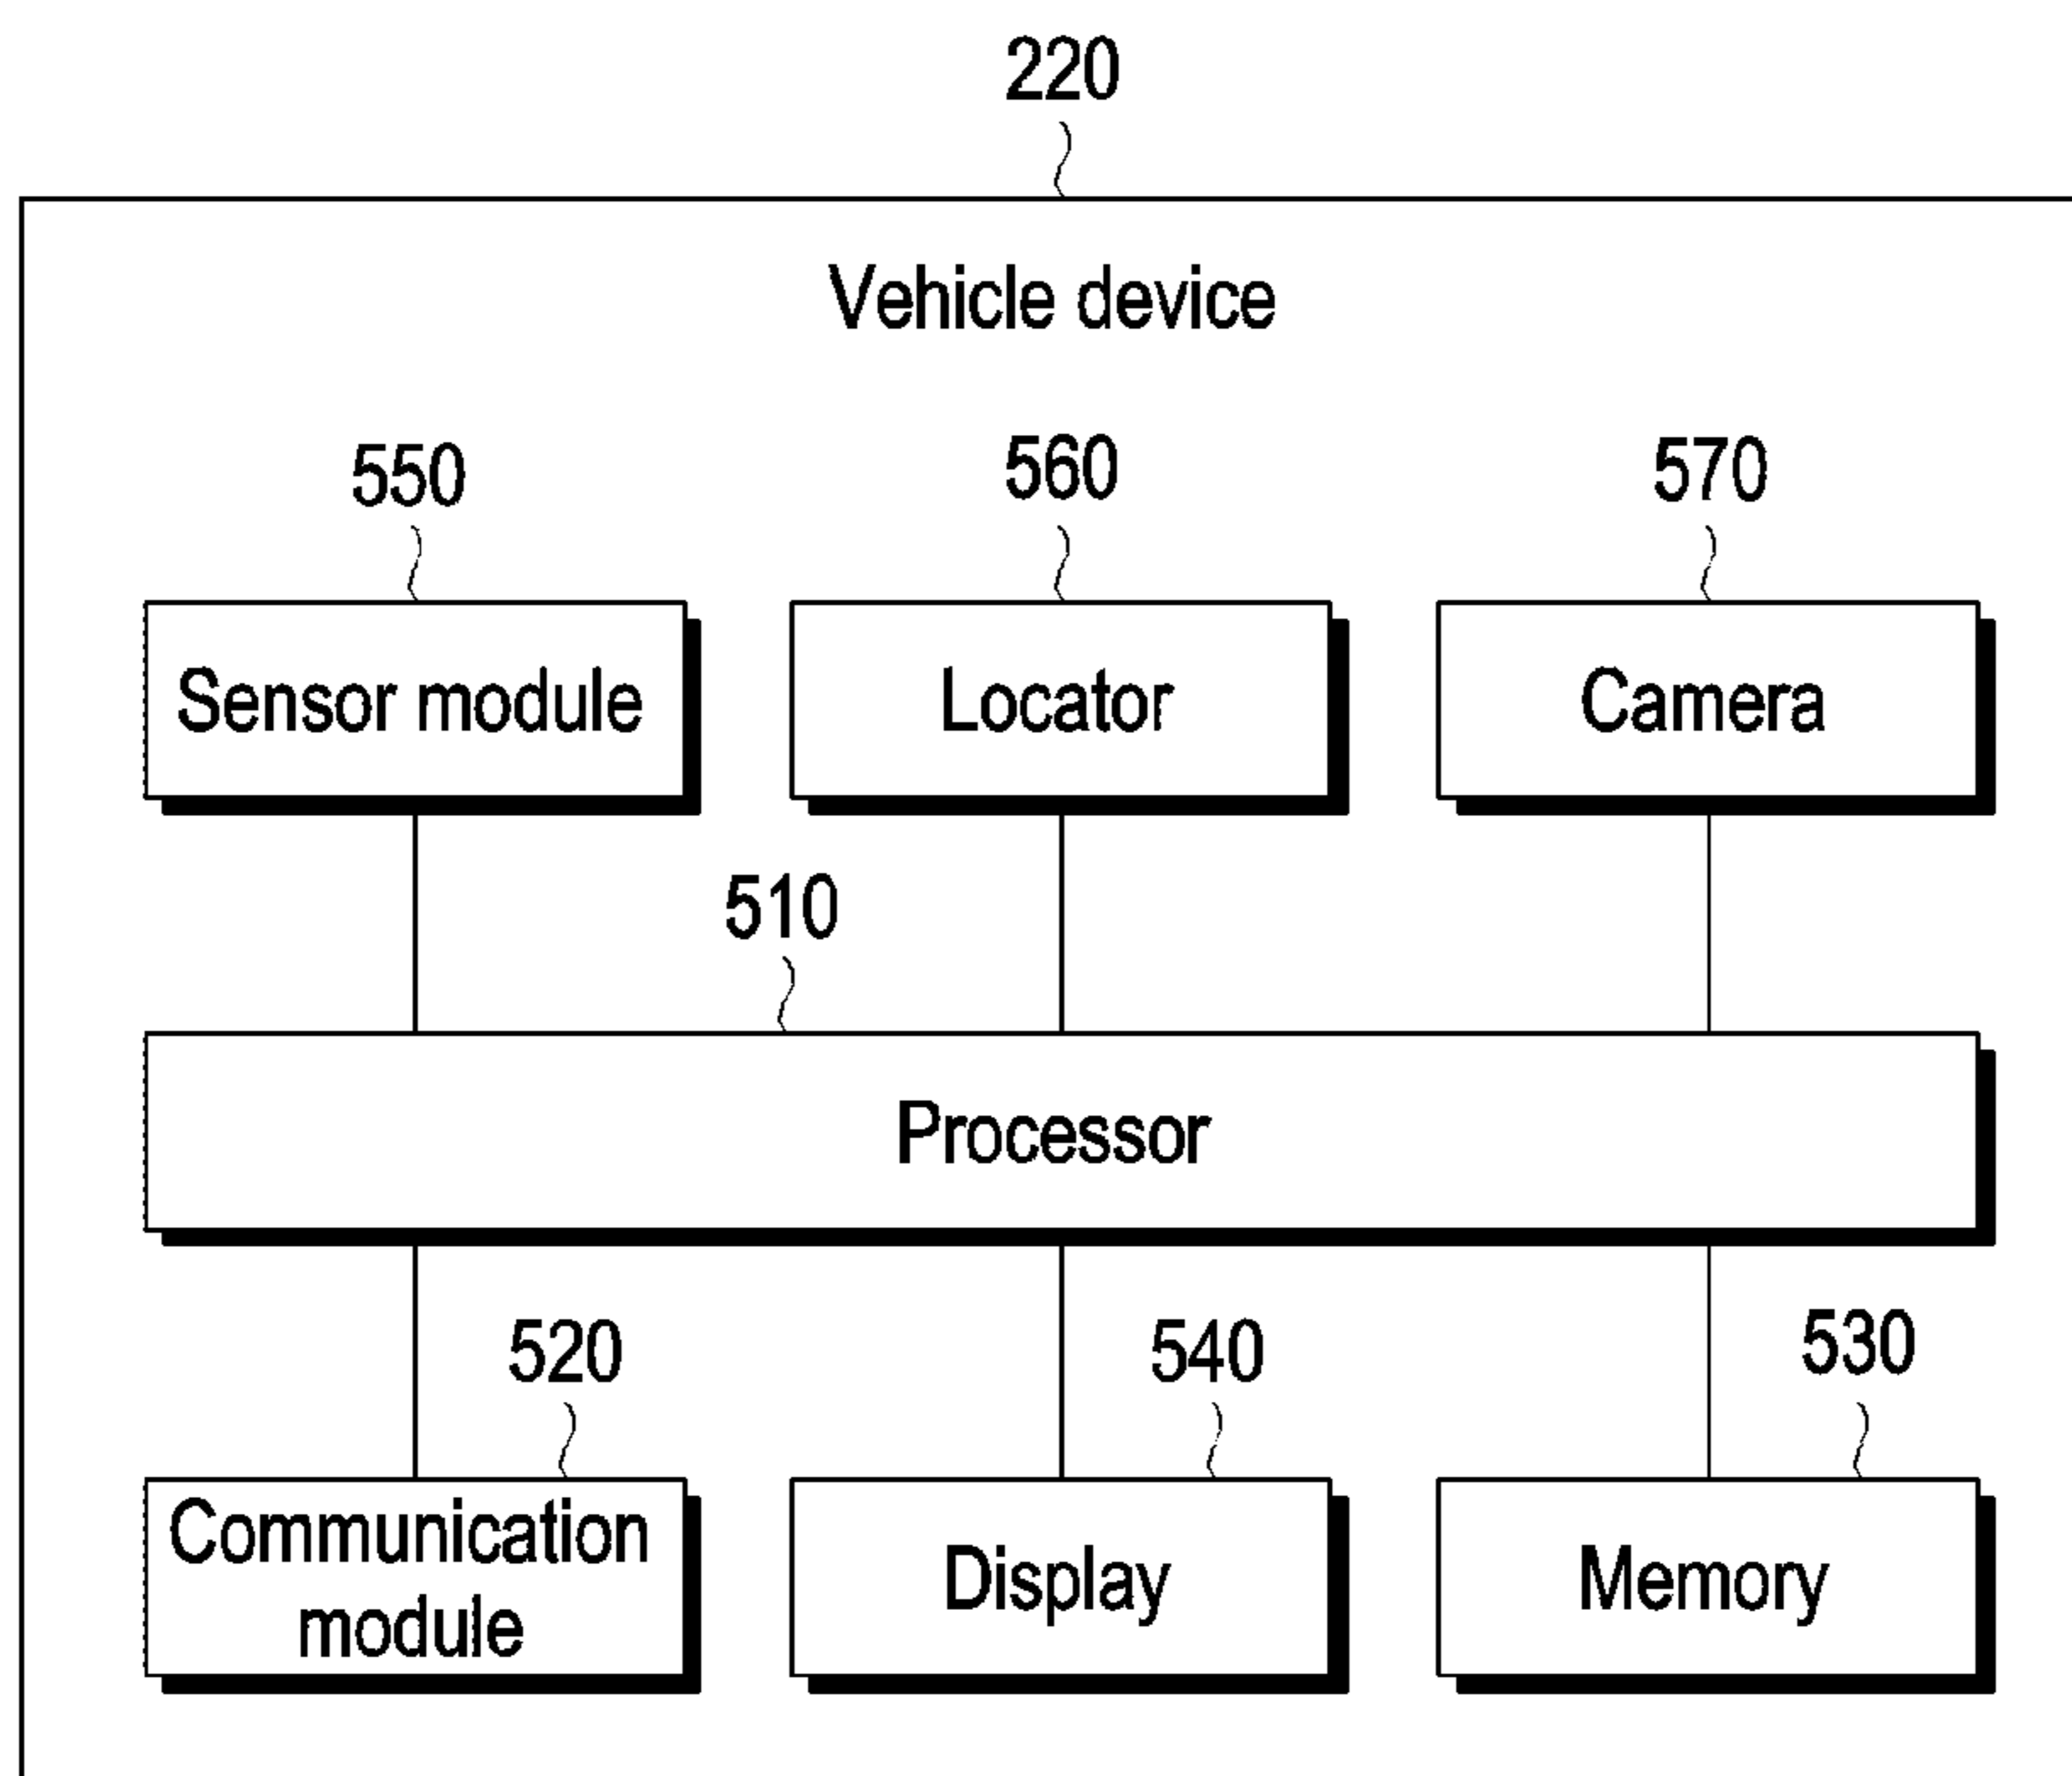 220
Vehicle device
550
560
570
Sensor module
Locator
Camera
510
Processor
520
540
530
Communication
module
Display
Memory